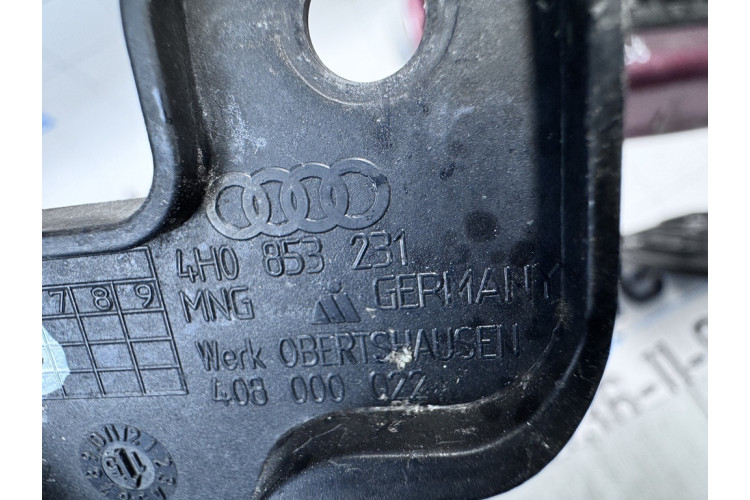 4H0 853 231
7 8 9
MNG GERMANY
Werk OBERTSHAUSEN
408 000 022